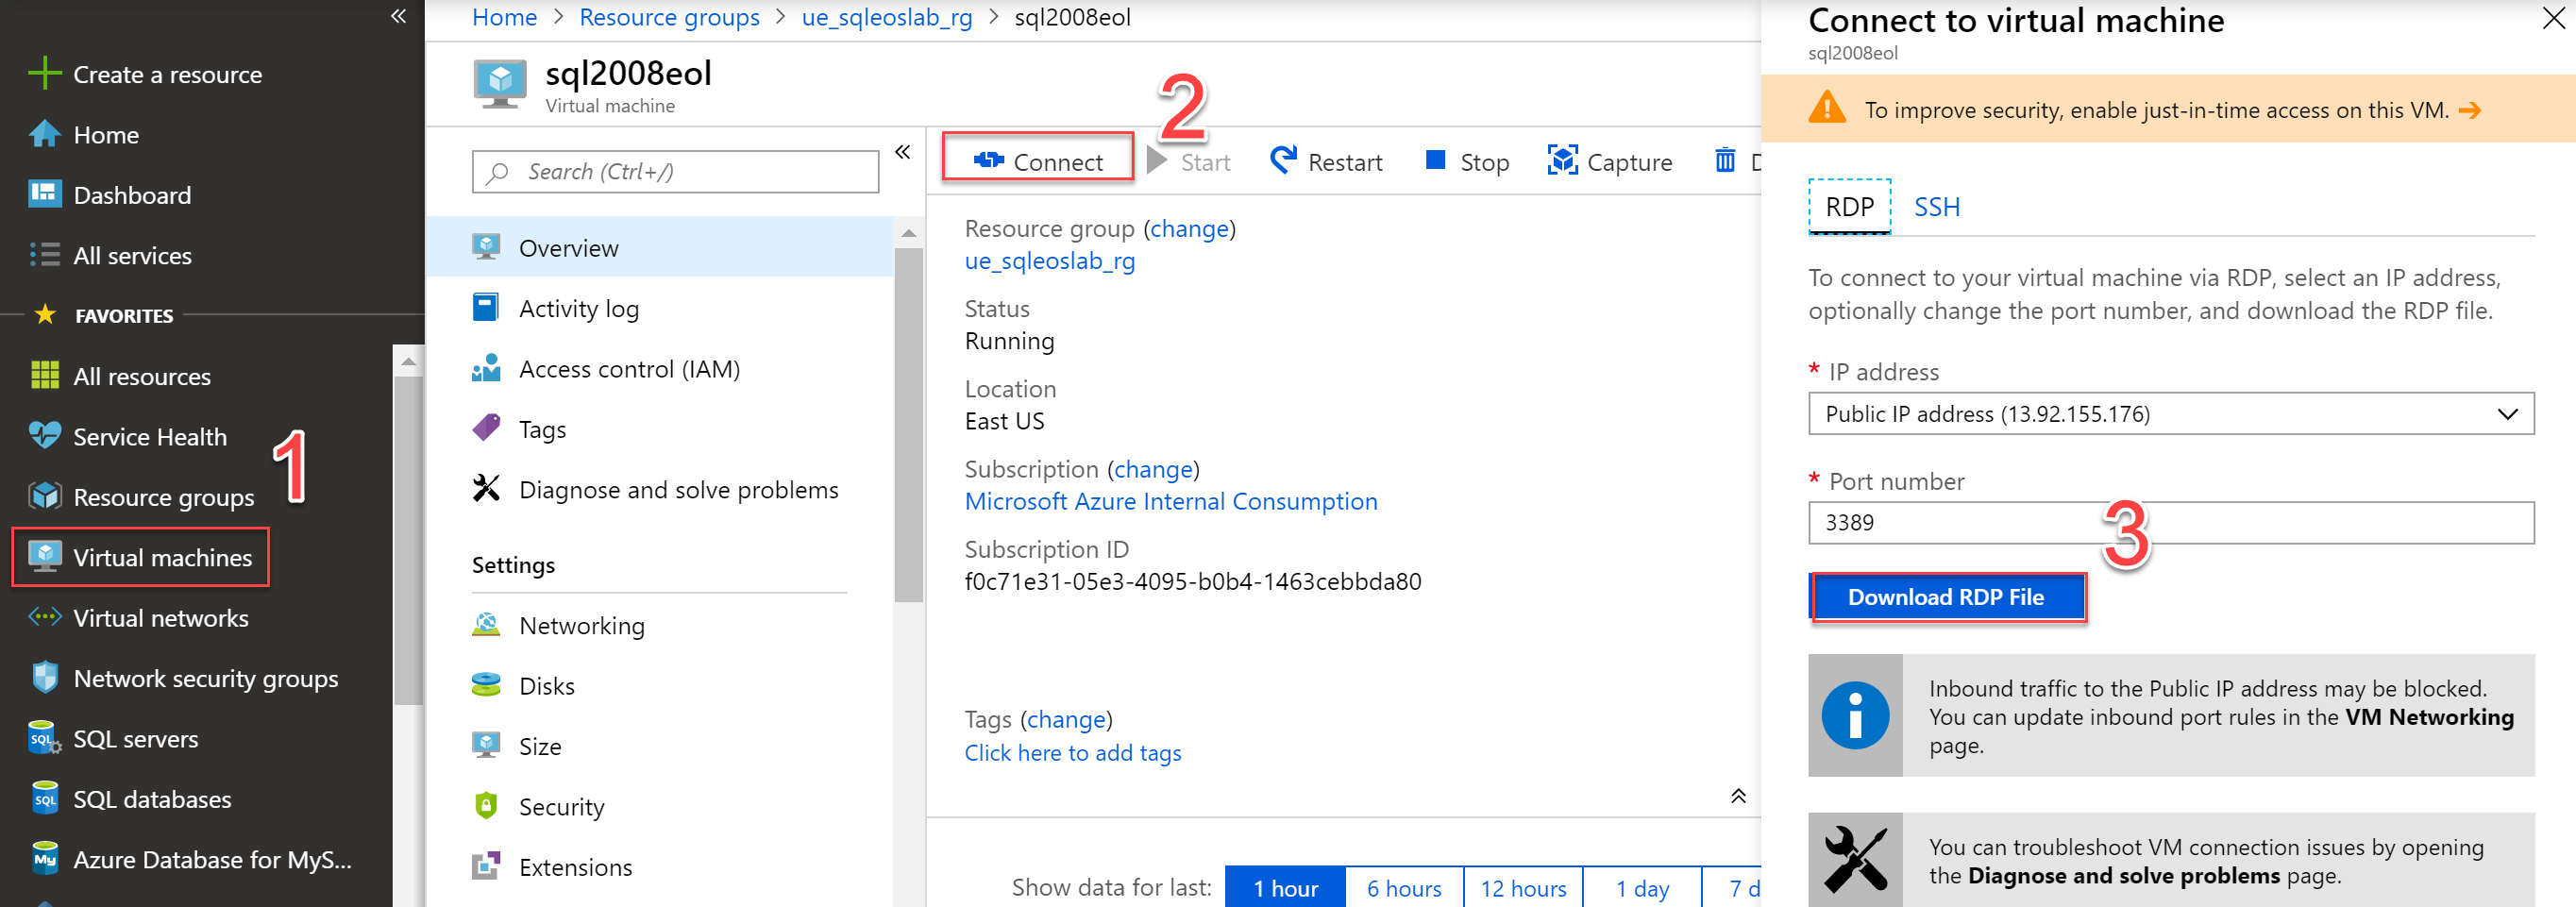 Create a resource
Home
Dashboard
All services
FAVORITES
All resources
Service Health
1
Resource groups
Virtual machines
Virtual networks
Network security groups
SQL servers
SQL databases
Azure Database for MyS...
Home > Resource groups > ue_sqleoslab_rg > sql2008eol
sql2008eol
Virtual machine
Search (Ctrl+/)
Overview
Activity log
Access control (IAM)
Tags
Diagnose and solve problems
Settings
Networking
Disks
Size
Security
Extensions
2
Connect
Start
Restart
Stop
Capture
D
Resource group (change)
ue_sqleoslab_rg
Status
Running
Location
East US
Subscription (change)
Microsoft Azure Internal Consumption
Subscription ID
f0c71e31-05e3-4095-b0b4-1463cebbda80
Tags (change)
Click here to add tags
Show data for last: 1 hour 6 hours 12 hours 1 day 7 d
Connect to virtual machine
sql2008eol
To improve security, enable just-in-time access on this VM.
RDP SSH
To connect to your virtual machine via RDP, select an IP address,
optionally change the port number, and download the RDP file.
* IP address
Public IP address (13.92.155.176)
* Port number
3389
3
Download RDP File
Inbound traffic to the Public IP address may be blocked.
You can update inbound port rules in the VM Networking
page.
You can troubleshoot VM connection issues by opening
the Diagnose and solve problems page.